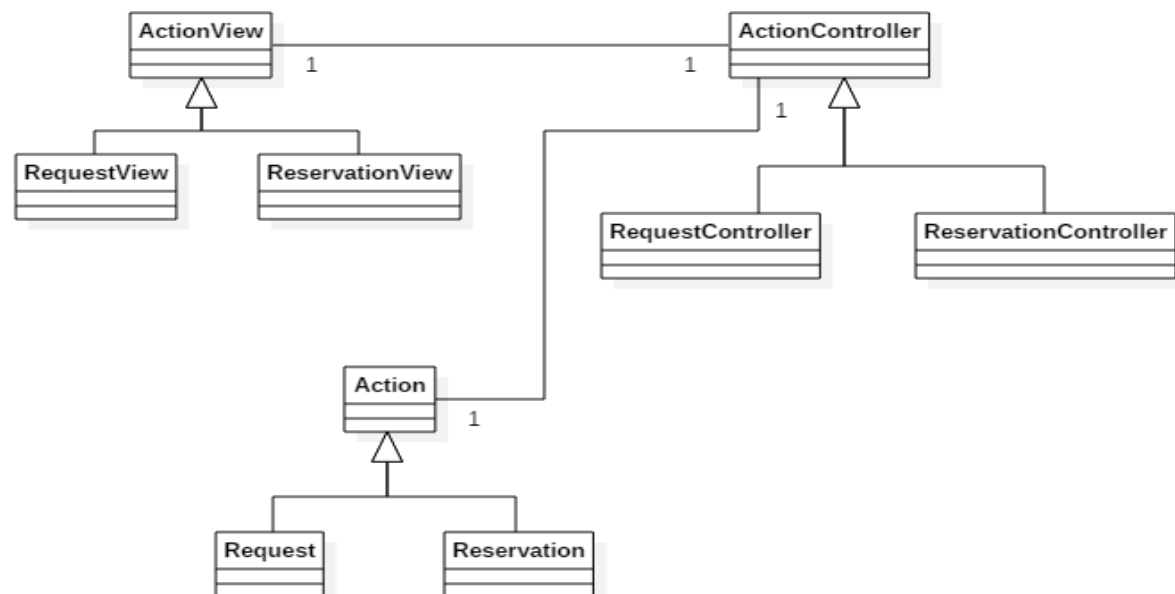 ActionView
ActionController
1
1
1
RequestView
ReservationView
RequestController
ReservationController
Action
1
Request
Reservation